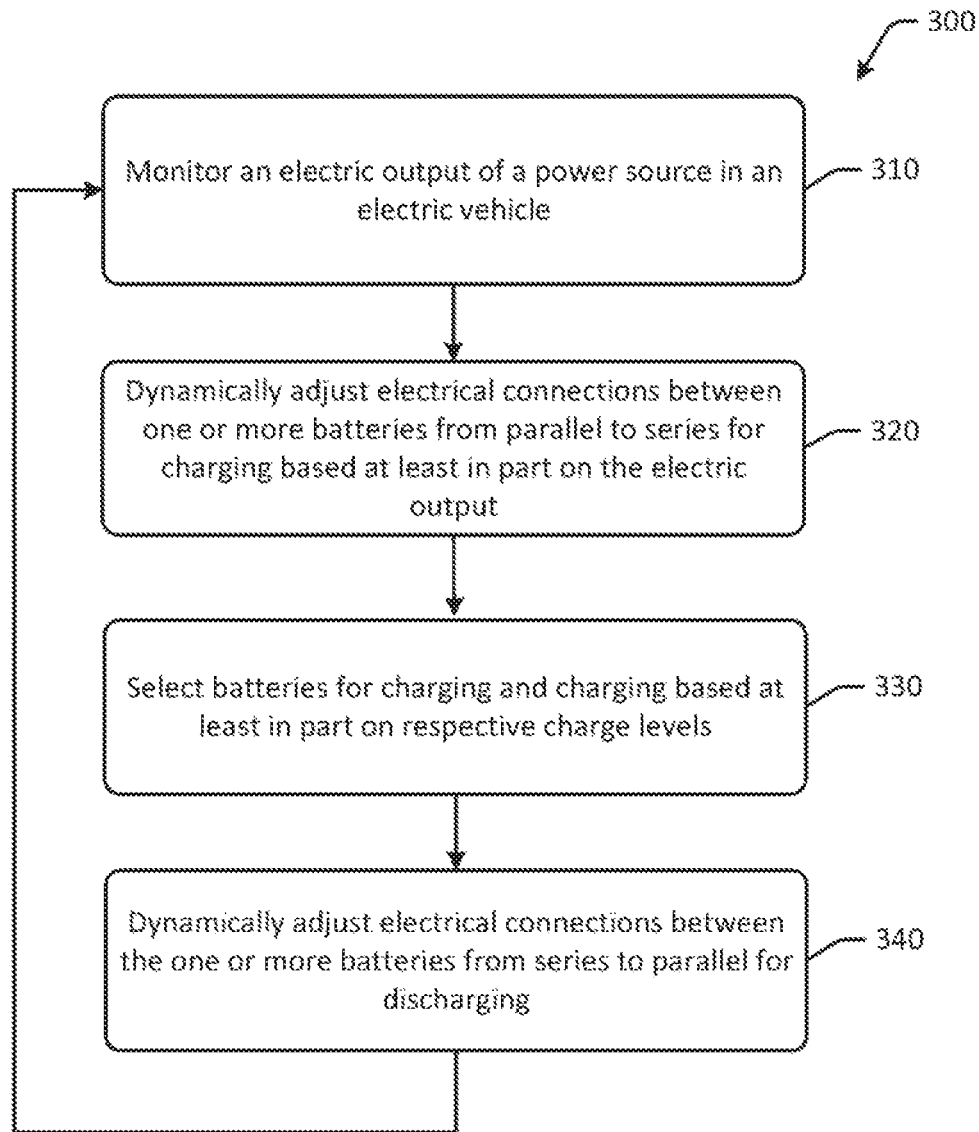 300
Monitor an electric output of a power source in an
electric vehicle
310
Dynamically adjust electrical connections between
one or more batteries from parallel to series for
charging based at least in part on the electric
output
320
Select batteries for charging and charging based at
least in part on respective charge levels
330
Dynamically adjust electrical connections between
the one or more batteries from series to parallel for
discharging
340